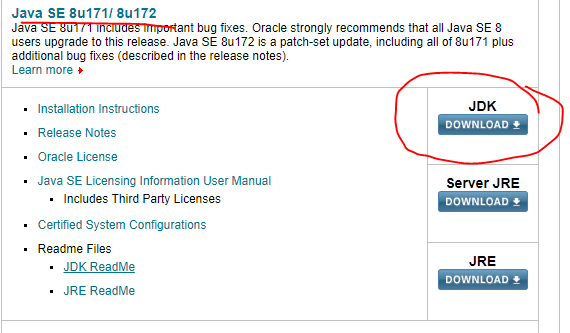 Java SE 8u171/ 8u172
Java SE 8u171 includes important bug fixes. Oracle strongly recommends that all Java SE 8
users upgrade to this release. Java SE 8u172 is a patch-set update, including all of 8u171 plus
additional bug fixes (described in the release notes).
Learn more
Installation Instructions
Release Notes
Oracle License
Java SE Licensing Information User Manual
Includes Third Party Licenses
Certified System Configurations
Readme Files
JDK ReadMe
JRE ReadMe
JDK
DOWNLOAD
Server JRE
DOWNLOAD
JRE
DOWNLOAD